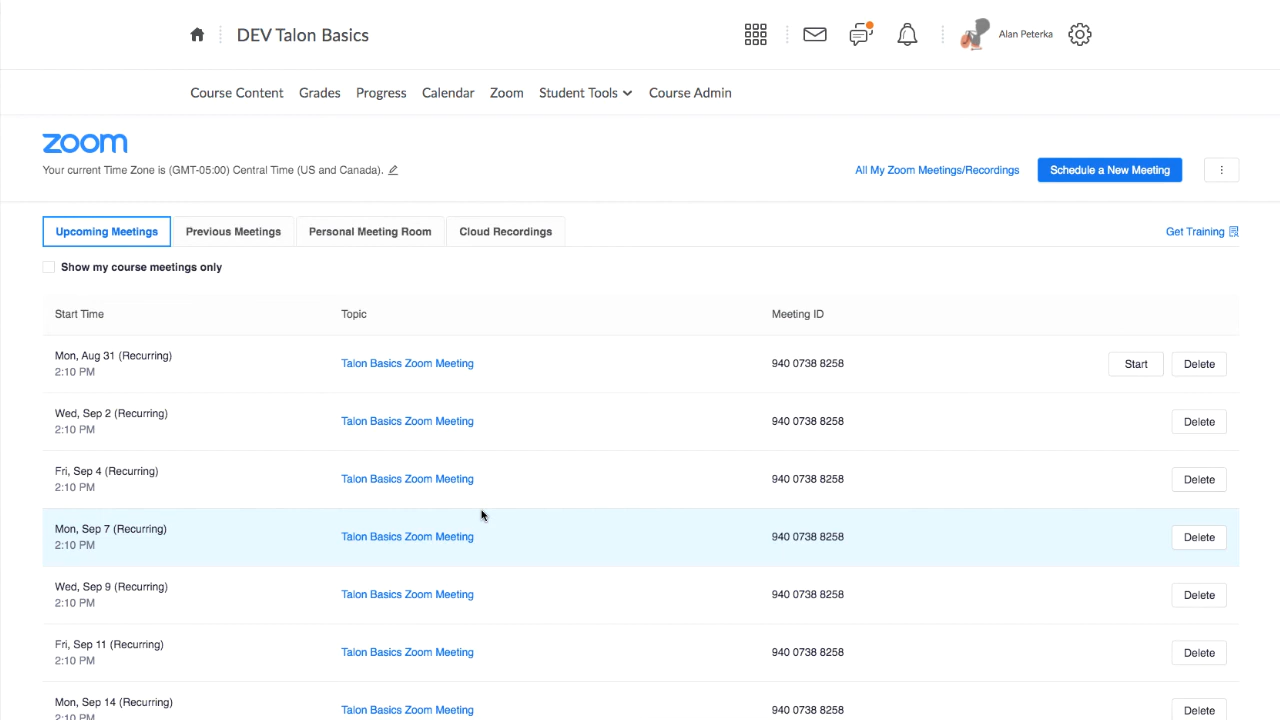 DEV Talon Basics
Alan Peterka
Course Content Grades Progress Calendar Zoom Student Tools Course Admin
zoom
Your current Time Zone is (GMT-05:00) Central Time (US and Canada).
All My Zoom Meetings/Recordings Schedule a New Meeting
Upcoming Meetings Previous Meetings Personal Meeting Room Cloud Recordings Get Training
Show my course meetings only
Start Time Topic Meeting ID
Mon, Aug 31 (Recurring)
2:10 PM
Talon Basics Zoom Meeting 940 0738 8258 Start Delete
Wed, Sep 2 (Recurring)
2:10 PM
Talon Basics Zoom Meeting 940 0738 8258 Delete
Fri, Sep 4 (Recurring)
2:10 PM
Talon Basics Zoom Meeting 940 0738 8258 Delete
Mon, Sep 7 (Recurring)
2:10 PM
Talon Basics Zoom Meeting 940 0738 8258 Delete
Wed, Sep 9 (Recurring)
2:10 PM
Talon Basics Zoom Meeting 940 0738 8258 Delete
Fri, Sep 11 (Recurring)
2:10 PM
Talon Basics Zoom Meeting 940 0738 8258 Delete
Mon, Sep 14 (Recurring)
2:10 PM
Talon Basics Zoom Meeting 940 0738 8258 Delete